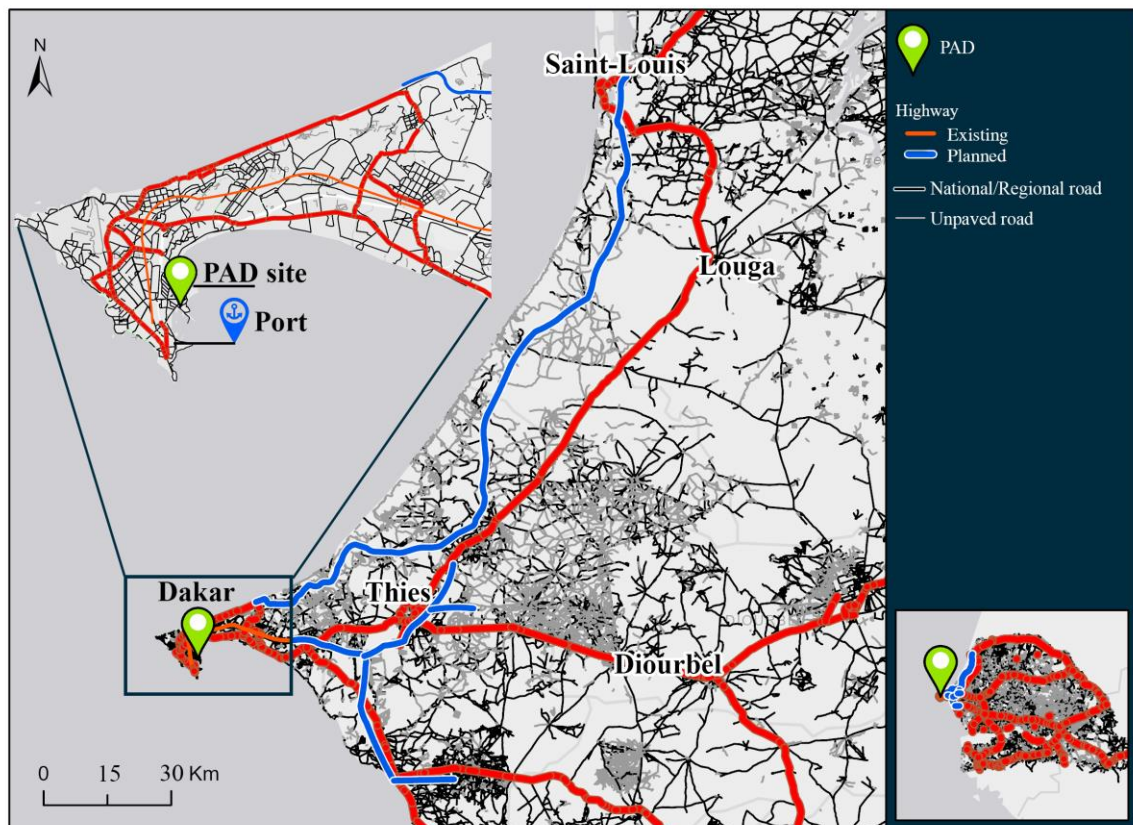 N
Saint-Louis
Louga
PAD site
Port
Dakar
Thies
Diourbel
0 15 30 Km
PAD
Highway
Existing
Planned
National/Regional road
Unpaved road